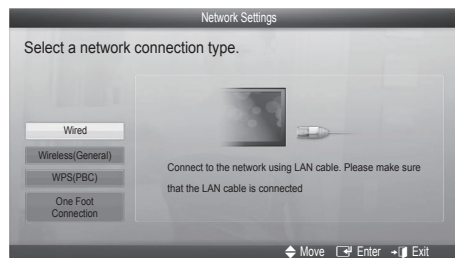 Network Settings
Select a network connection type.
Wired
Wireless(General)
WPS(PBC)
One Foot
Connection
Connect to the network using LAN cable. Please make sure
that the LAN cable is connected
Move Enter Exit